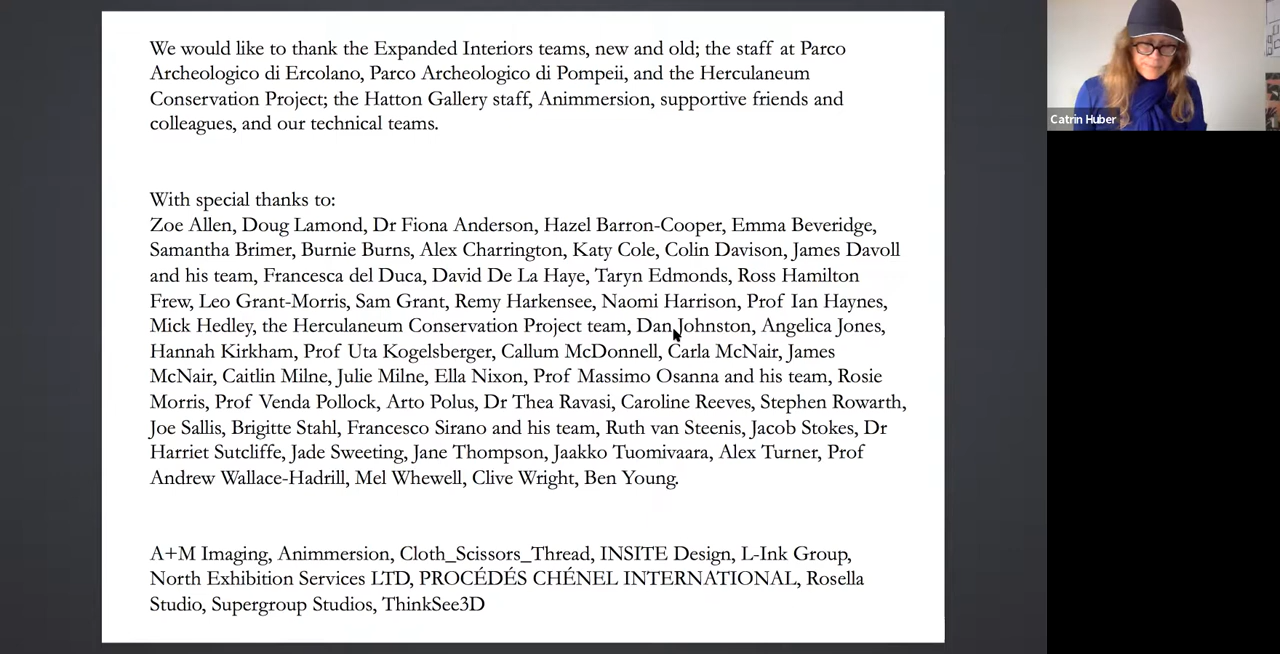 We would like to thank the Expanded Interiors teams, new and old; the staff at Parco
Archeologico di Ercolano, Parco Archeologico di Pompeii, and the Herculaneum
Conservation Project; the Hatton Gallery staff, Animmersion, supportive friends and
colleagues, and our technical teams.
With special thanks to:
Zoe Allen, Doug Lamond, Dr Fiona Anderson, Hazel Barron-Cooper, Emma Beveridge,
Samantha Brimer, Burnie Burns, Alex Charrington, Katy Cole, Colin Davison, James Davoll
and his team, Francesca del Duca, David De La Haye, Taryn Edmonds, Ross Hamilton
Frew, Leo Grant-Morris, Sam Grant, Remy Harkensee, Naomi Harrison, Prof Ian Haynes,
Mick Hedley, the Herculaneum Conservation Project team, Dan Johnston, Angelica Jones,
Hannah Kirkham, Prof Uta Kogelsberger, Callum McDonnell, Carla McNair, James
McNair, Caitlin Milne, Julie Milne, Ella Nixon, Prof Massimo Osanna and his team, Rosie
Morris, Prof Venda Pollock, Arto Polus, Dr Thea Ravasi, Caroline Reeves, Stephen Rowarth,
Joe Sallis, Brigitte Stahl, Francesco Sirano and his team, Ruth van Steenis, Jacob Stokes, Dr
Harriet Sutcliffe, Jade Sweeting, Jane Thompson, Jaakko Tuomivaara, Alex Turner, Prof
Andrew Wallace-Hadrill, Mel Whewell, Clive Wright, Ben Young.
A+M Imaging, Animmersion, Cloth_Scissors_Thread, INSITE Design, L-Ink Group,
North Exhibition Services LTD, PROCÉDÉS CHÉNEL INTERNATIONAL, Rosella
Studio, Supergroup Studios, ThinkSee3D
Catrin Huber